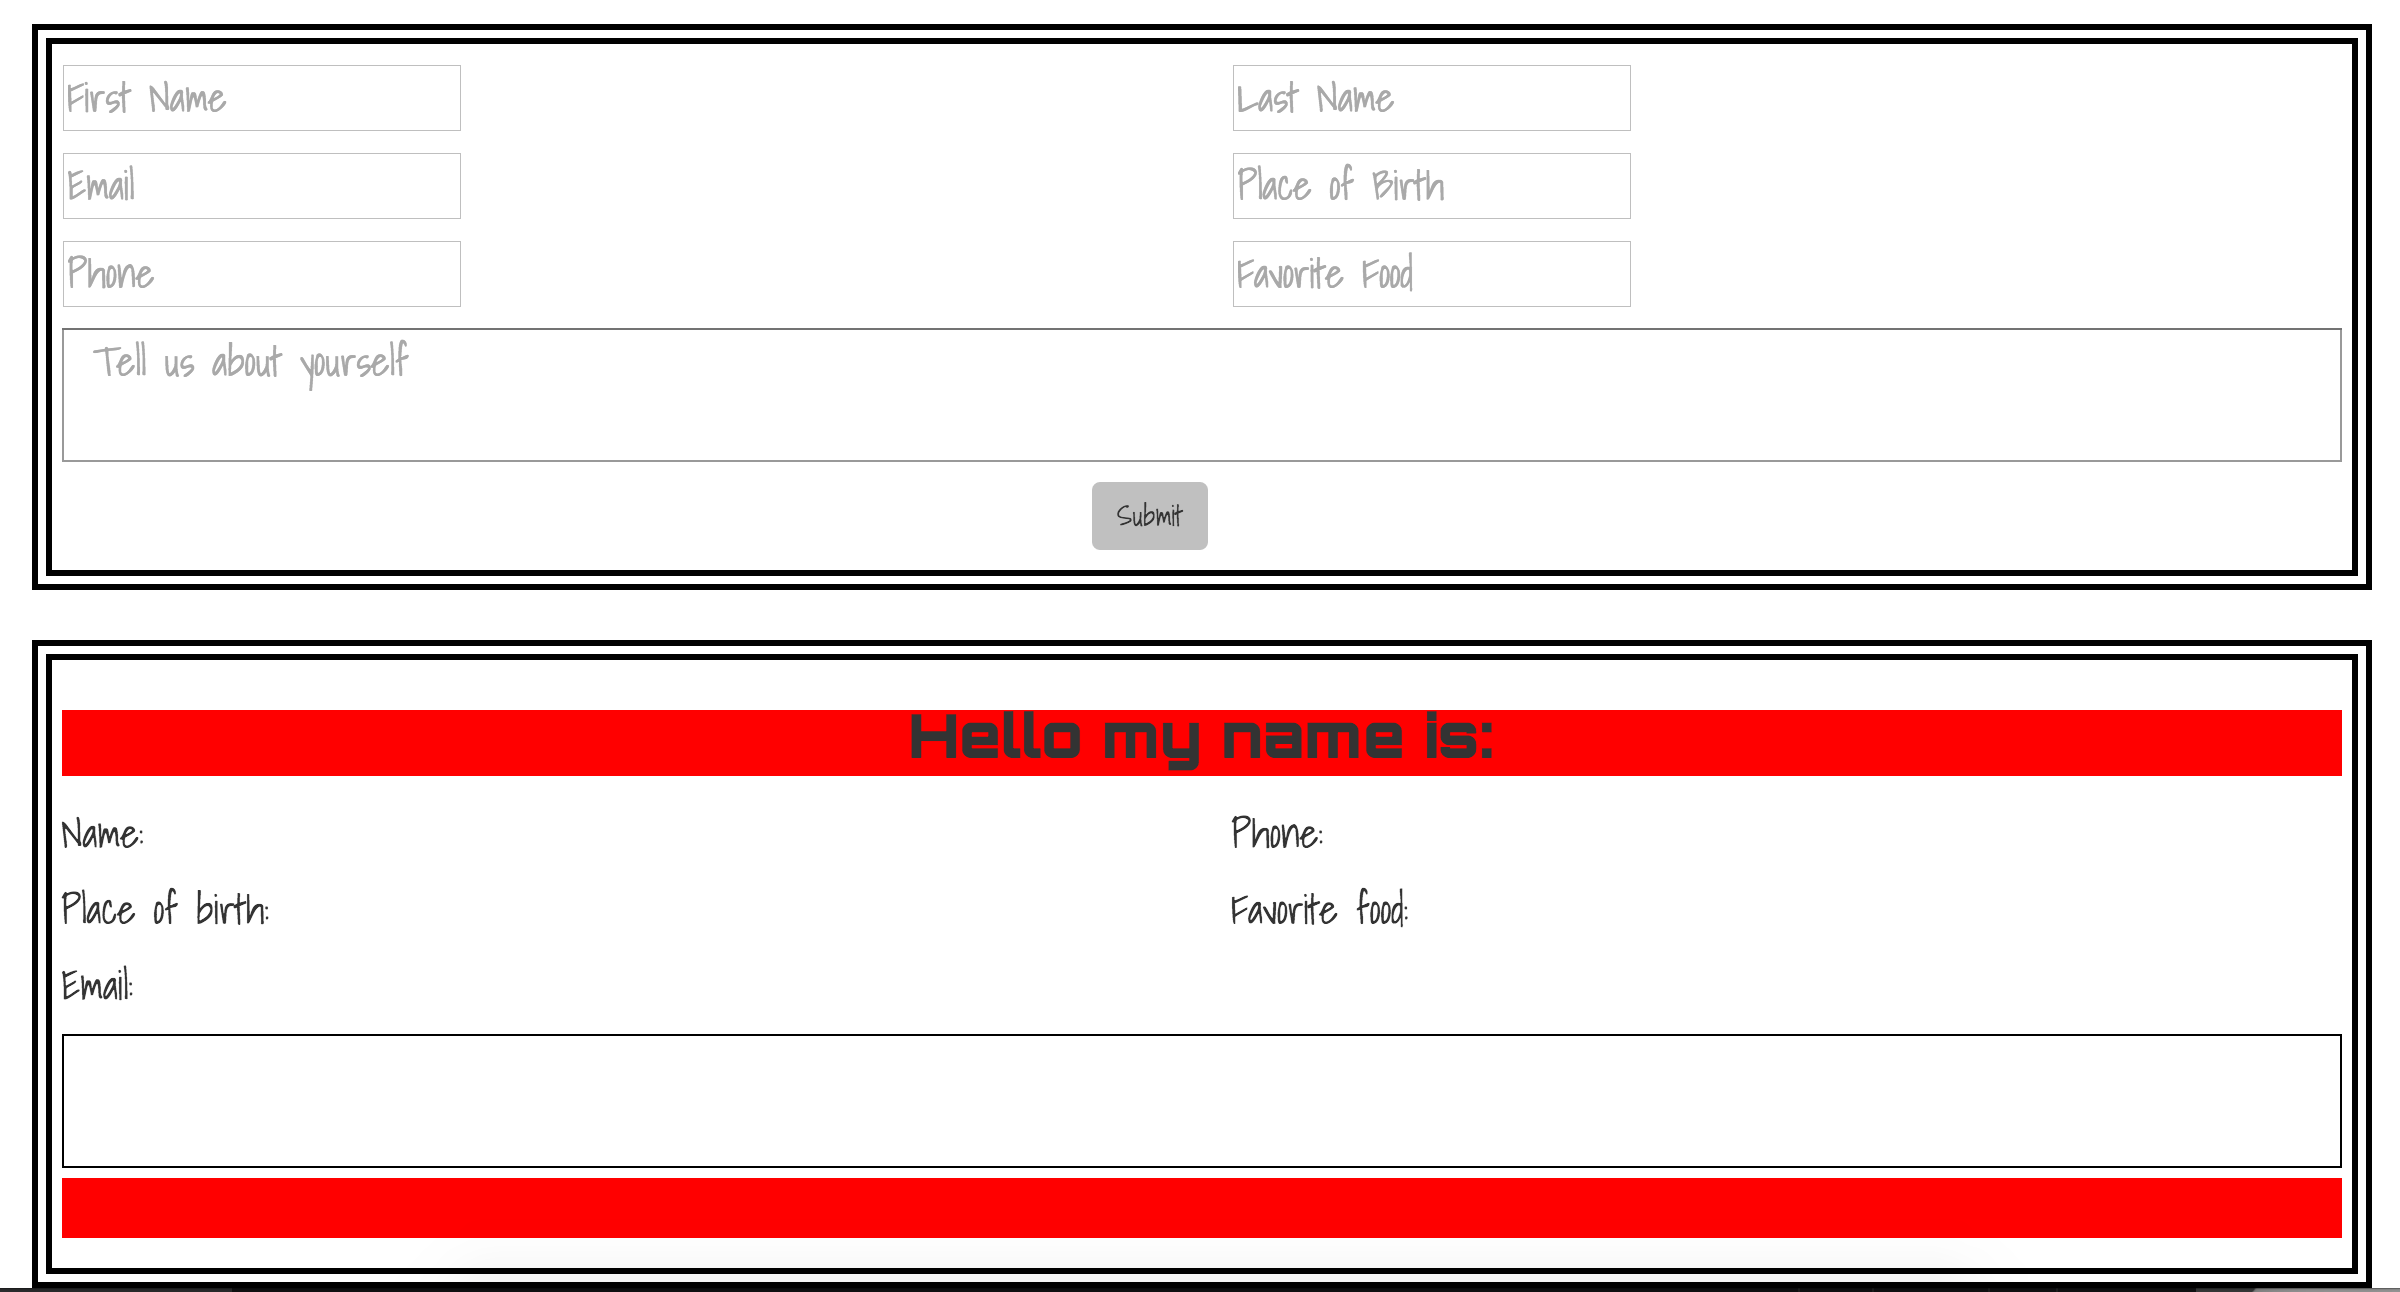 First Name Last Name
Email Place of Birth
Phone Favorite Food
Tell us about yourself
Submit
Hello my name is:
Name: Phone:
Place of birth: Favorite food:
Email: